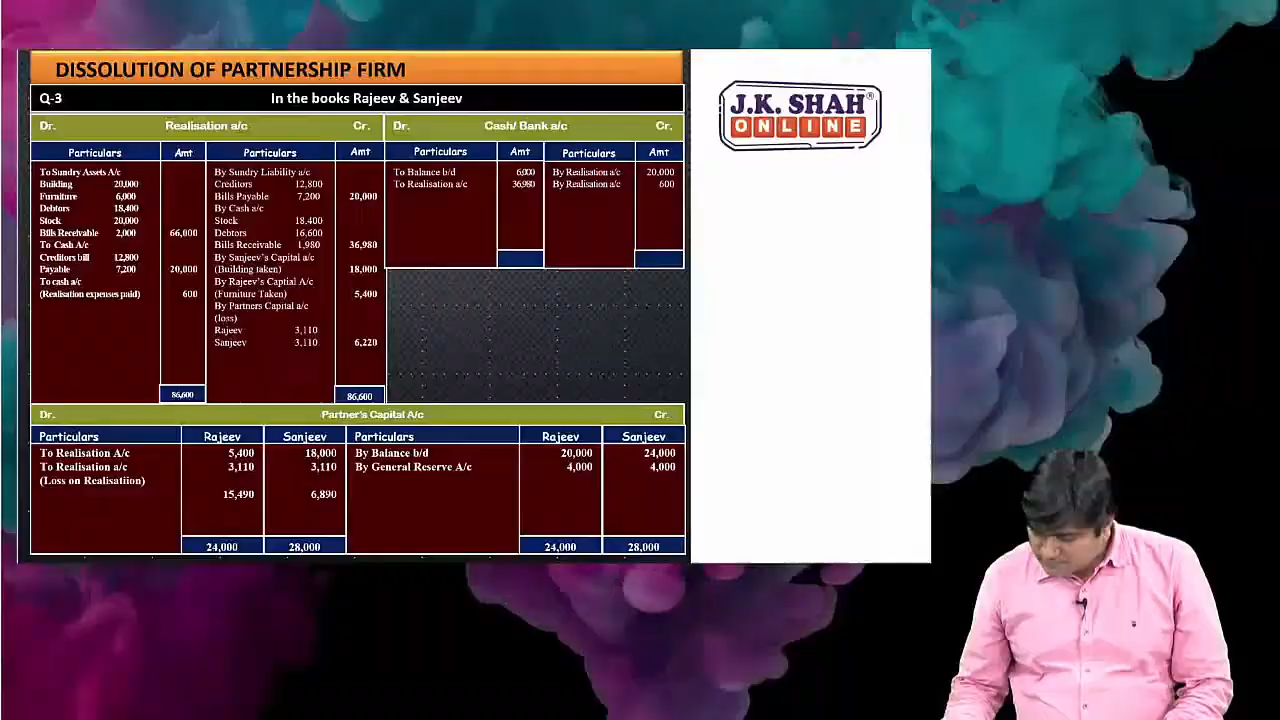 DISSOLUTION OF PARTNERSHIP FIRM
Q-3 In the books Rajeev & Sanjeev
Dr. Realisation a/c Cr.
Particulars Amt Particulars Amt
To Sundry Assets A/c
Building 20,000
Furniture 6,000
Debtors 18,400
Stock 20,000
Bills Receivable 2,000 66,000
To Cash A/c
Creditors bill 12,800
Payable 7,200 20,000
To cash a/c
(Realisation expenses paid) 600
86,600
By Sundry Liability a/c
Creditors 12,800
Bills Payable 7,200 20,000
By Cash a/c
Stock 18,400
Debtors 16,600
Bills Receivable 1,980 36,980
By Sanjeev's Capital a/c
(Building taken) 18,000
By Rajeev's Captial A/c
(Furniture Taken) 5,400
By Partners Capital a/c
(loss)
Rajeev 3,110
Sanjeev 3,110 6,220
86,600
Dr. Cash/ Bank a/c Cr.
Particulars Amt Particulars Amt
To Balance b/d 6,000 By Realisation a/c 20,000
To Realisation a/c 36,980 By Realisation a/c 600
Dr. Partner's Capital A/c Cr.
Particulars Rajeev Sanjeev Particulars Rajeev Sanjeev
To Realisation A/c 5,400 18,000 By Balance b/d 20,000 24,000
To Realisation a/c 3,110 3,110 By General Reserve A/c 4,000 4,000
(Loss on Realisatiion)
15,490 6,890
24,000 28,000 24,000 28,000
J.K. SHAH®
ONLINE